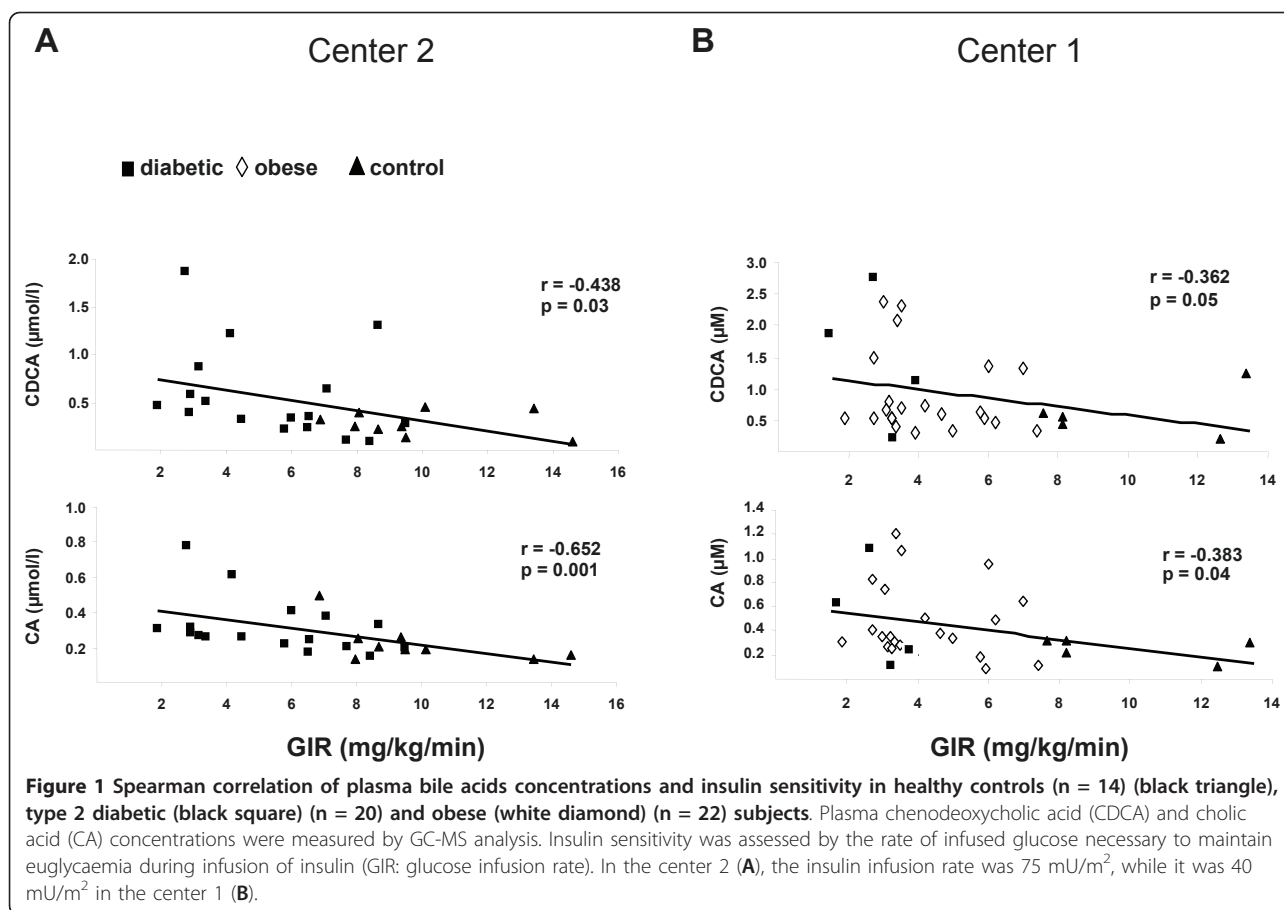 A
Center 2
B
Center 1
■ diabetic ◇ obese ▲ control
CDCA (µmol/l)
2.0
1.5
1.0
0.5
r = -0.438
p = 0.03
2 4 6 8 10 12 14 16
CDCA (µM)
3.0
2.5
2.0
1.5
1.0
0.5
r = -0.362
p = 0.05
2 4 6 8 10 12 14
CA (µmol/l)
1.0
0.8
0.6
0.4
0.2
r = -0.652
p = 0.001
2 4 6 8 10 12 14 16
GIR (mg/kg/min)
CA (µM)
1.4
1.2
1.0
0.8
0.6
0.4
0.2
r = -0.383
p = 0.04
2 4 6 8 10 12 14
GIR (mg/kg/min)
Figure 1 Spearman correlation of plasma bile acids concentrations and insulin sensitivity in healthy controls (n = 14) (black triangle),
type 2 diabetic (black square) (n = 20) and obese (white diamond) (n = 22) subjects. Plasma chenodeoxycholic acid (CDCA) and cholic
acid (CA) concentrations were measured by GC-MS analysis. Insulin sensitivity was assessed by the rate of infused glucose necessary to maintain
euglycaemia during infusion of insulin (GIR: glucose infusion rate). In the center 2 (A), the insulin infusion rate was 75 mU/m², while it was 40
mU/m² in the center 1 (B).